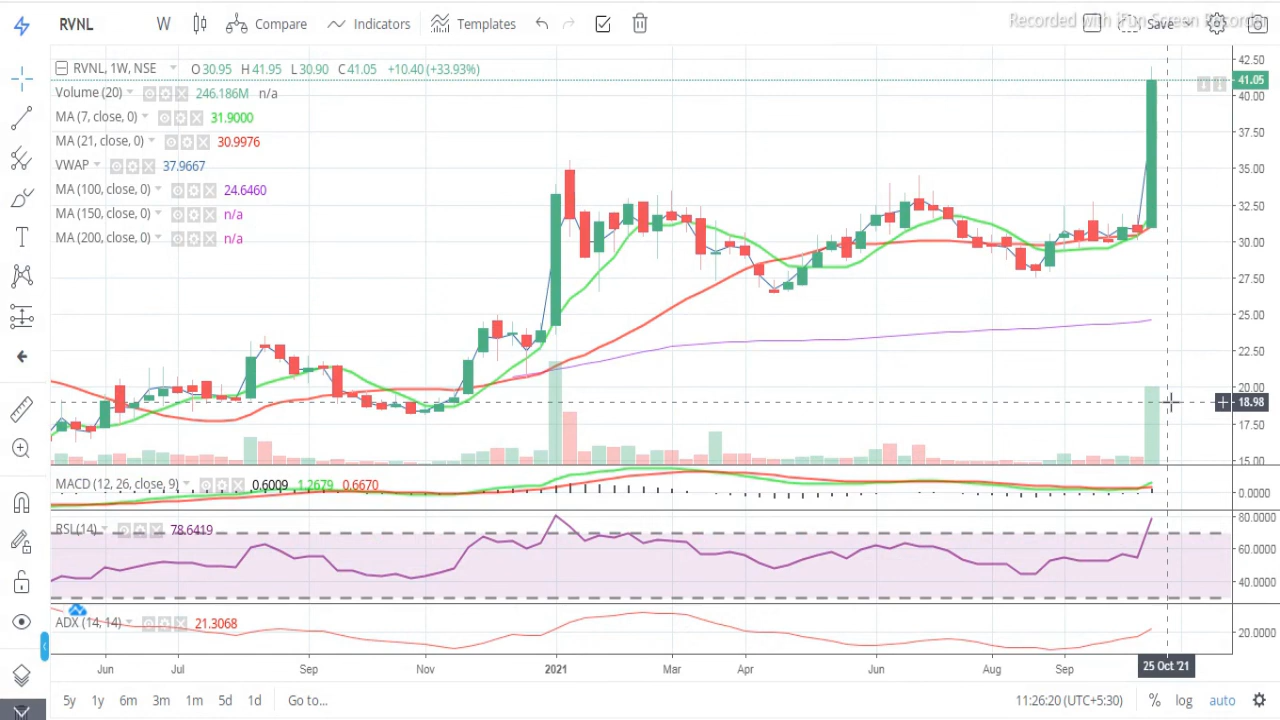 Recorded with iFun Screen Recorder
RVNL W Compare Indicators Templates Save
RVNL, 1W, NSE O 30.95 H 41.95 L 30.90 C 41.05 +10.40 (+33.93%)
Volume (20) 246.186M n/a
MA (7, close, 0) 31.9000
MA (21, close, 0) 30.9976
VWAP 37.9667
MA (100, close, 0) 24.6460
MA (150, close, 0) n/a
MA (200, close, 0) n/a
42.50
41.05
40.00
37.50
35.00
32.50
30.00
27.50
25.00
22.50
20.00
18.98
17.50
15.00
MACD (12, 26, close, 9) 0.6009 1.2679 0.6670
0.0000
RSI (14) 78.6419
80.0000
60.0000
40.0000
ADX (14, 14) 21.3068
20.0000
Jun Jul Sep Nov 2021 Mar Apr Jun Aug Sep 25 Oct '21
5y 1y 6m 3m 1m 5d 1d Go to... 11:26:20 (UTC+5:30) % log auto